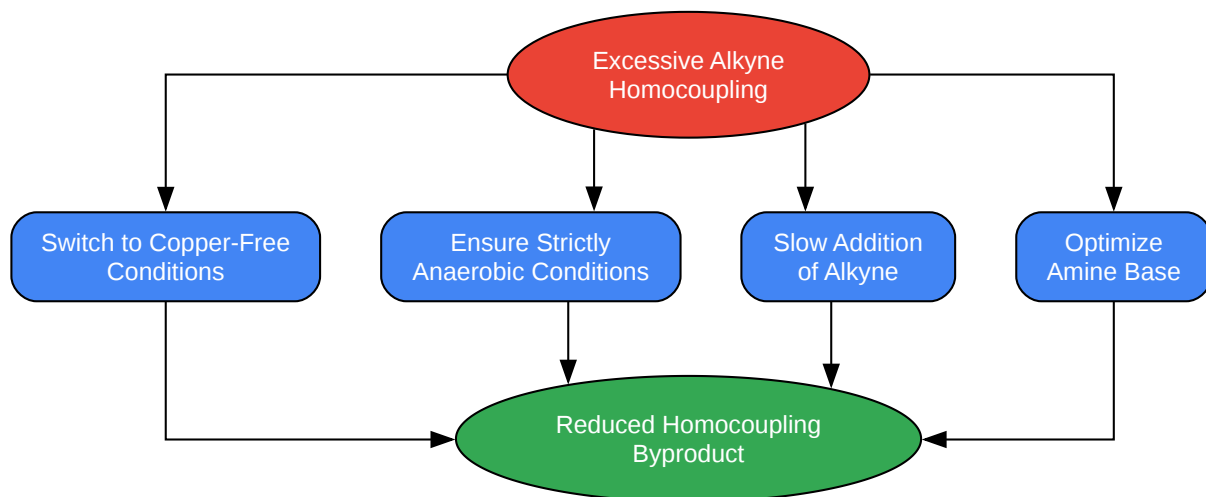 Excessive Alkyne
Homocoupling
Switch to Copper-Free
Conditions
Ensure Strictly
Anaerobic Conditions
Slow Addition
of Alkyne
Optimize
Amine Base
Reduced Homocoupling
Byproduct